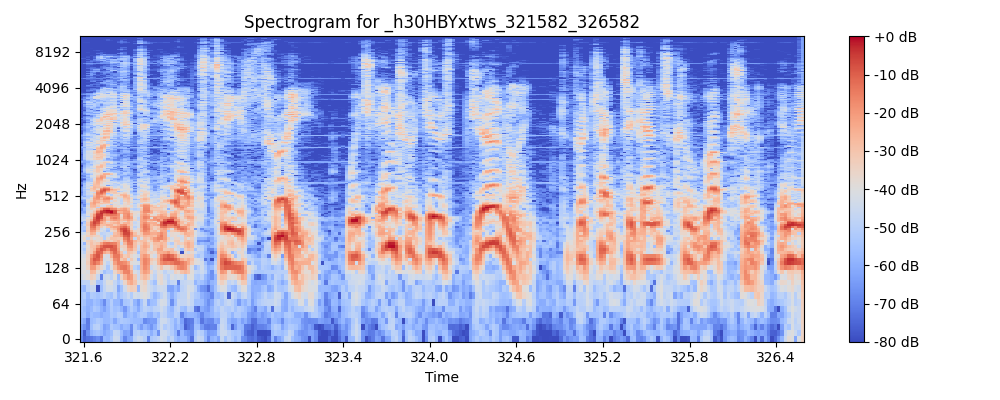 Spectrogram for _h30HBYxtws_321582_326582
8192
4096
2048
1024
512
256
128
64
0
Hz
321.6 322.2 322.8 323.4 324.0 324.6 325.2 325.8 326.4
Time
+0 dB
-10 dB
-20 dB
-30 dB
-40 dB
-50 dB
-60 dB
-70 dB
-80 dB